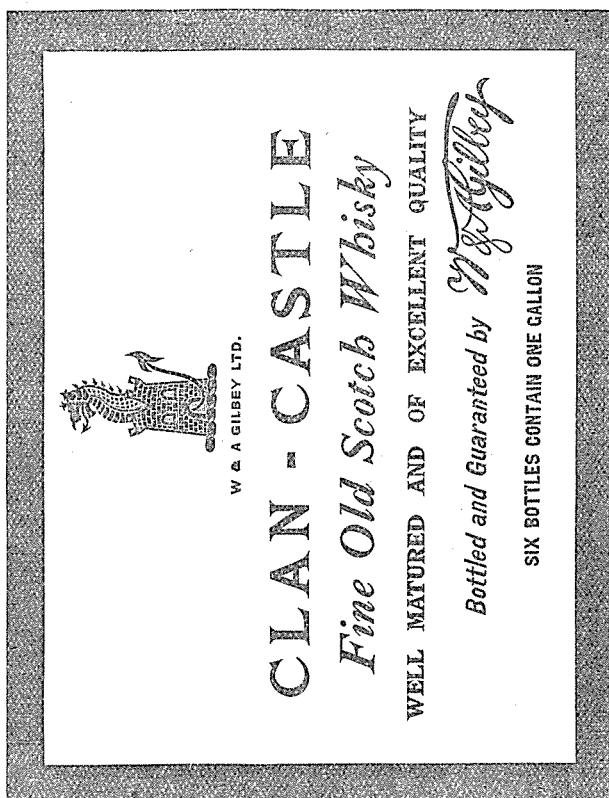 W & A GILBEY LTD.
CLAN - CASTLE
Fine Old Scotch Whisky
WELL MATURED AND OF EXCELLENT QUALITY
Bottled and Guaranteed by W & A Gilbey
SIX BOTTLES CONTAIN ONE GALLON